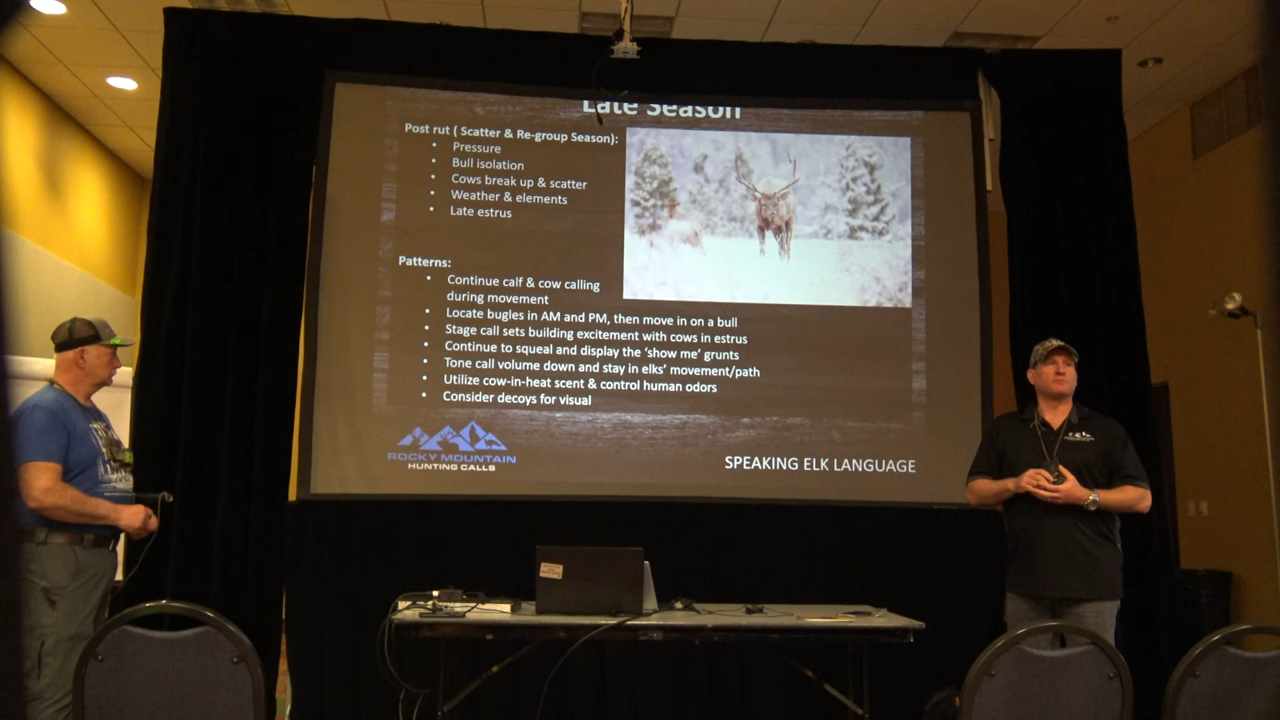 Late Season
Post rut ( Scatter & Re-group Season):
• Pressure
• Bull isolation
• Cows break up & scatter
• Weather & elements
• Late estrus
Patterns:
• Continue calf & cow calling
during movement
• Locate bugles in AM and PM, then move in on a bull
• Stage call sets building excitement with cows in estrus
• Continue to squeal and display the 'show me' grunts
• Tone call volume down and stay in elks' movement/path
• Utilize cow-in-heat scent & control human odors
• Consider decoys for visual
ROCKY MOUNTAIN
HUNTING CALLS
SPEAKING ELK LANGUAGE